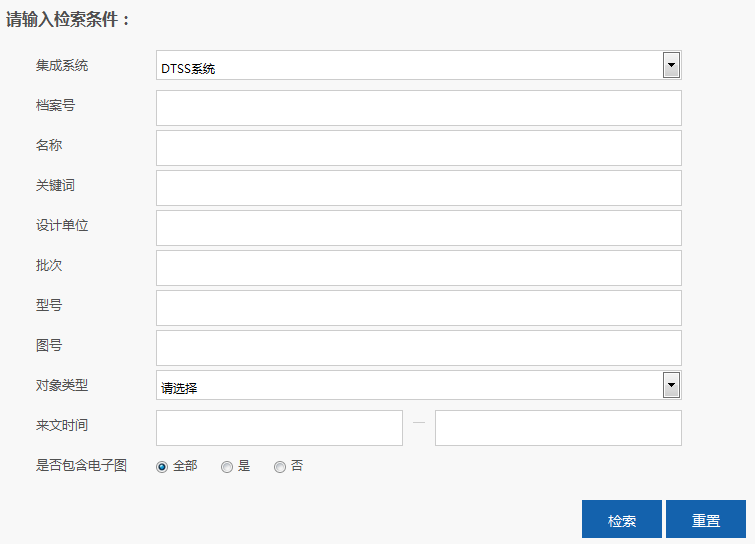 请输入检索条件：
集成系统 DTSS系统
档案号
名称
关键词
设计单位
批次
型号
图号
对象类型 请选择
来文时间 —
是否包含电子图 全部 是 否
检索 重置